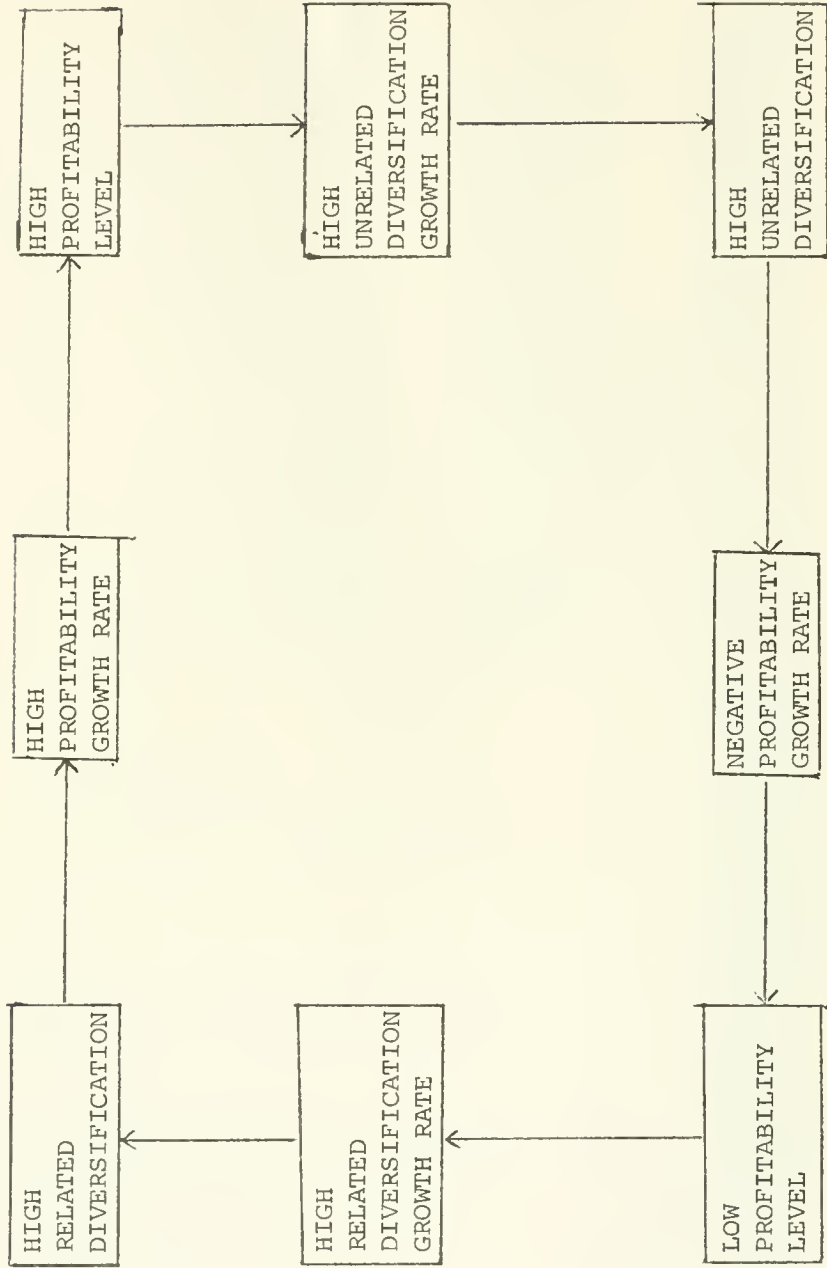 HIGH
RELATED
DIVERSIFICATION
HIGH
PROFITABILITY
GROWTH RATE
HIGH
PROFITABILITY
LEVEL
HIGH
RELATED
DIVERSIFICATION
GROWTH RATE
HIGH
UNRELATED
DIVERSIFICATION
GROWTH RATE
LOW
PROFITABILITY
LEVEL
NEGATIVE
PROFITABILITY
GROWTH RATE
HIGH
UNRELATED
DIVERSIFICATION